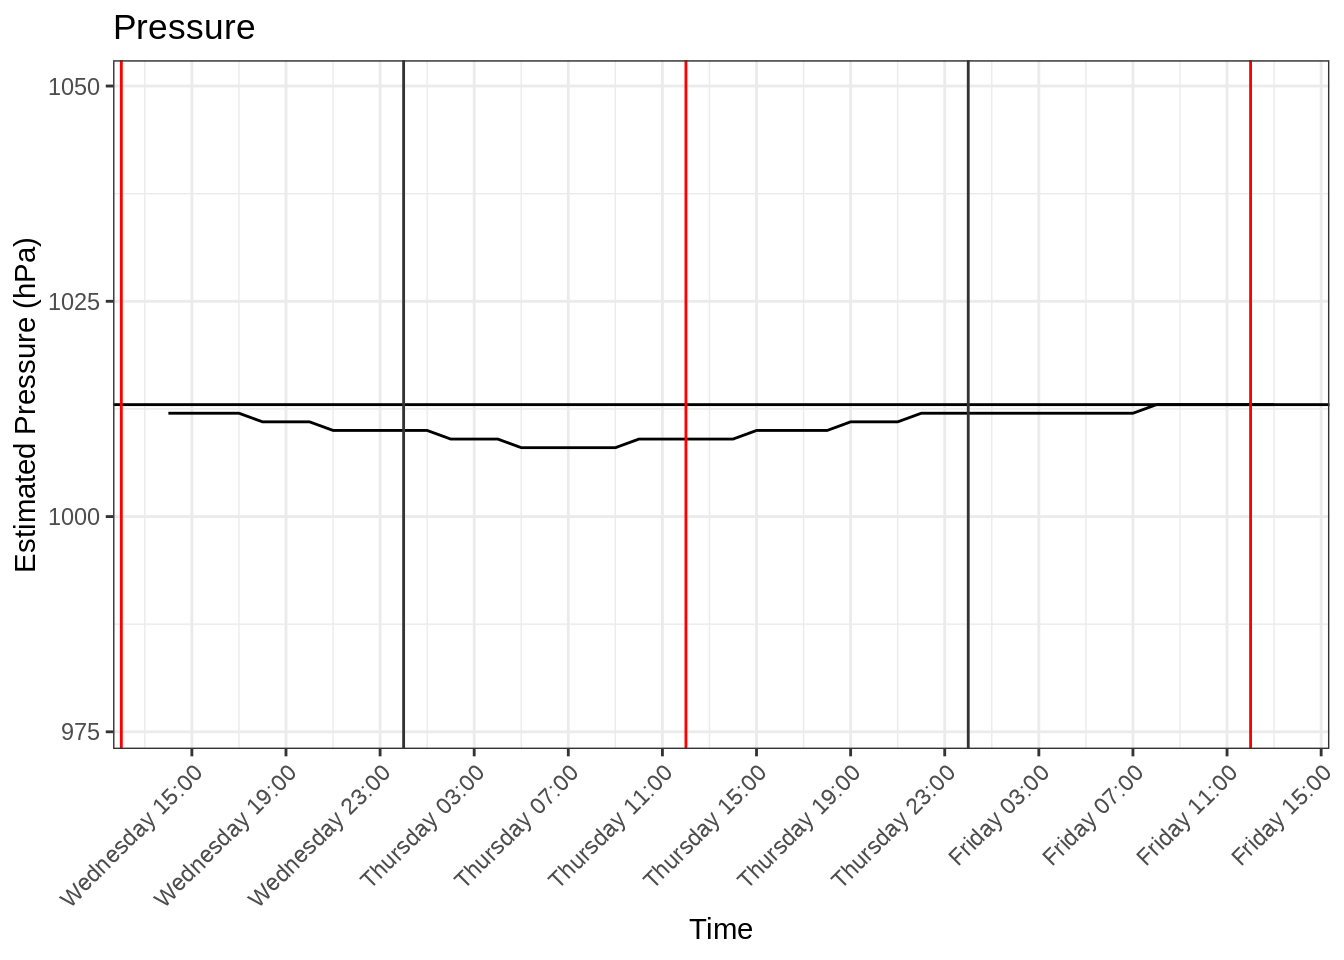 Pressure
Estimated Pressure (hPa)
1050
1025
1000
975
Wednesday 15:00
Wednesday 19:00
Wednesday 23:00
Thursday 03:00
Thursday 07:00
Thursday 11:00
Thursday 15:00
Thursday 19:00
Thursday 23:00
Friday 03:00
Friday 07:00
Friday 11:00
Friday 15:00
Time